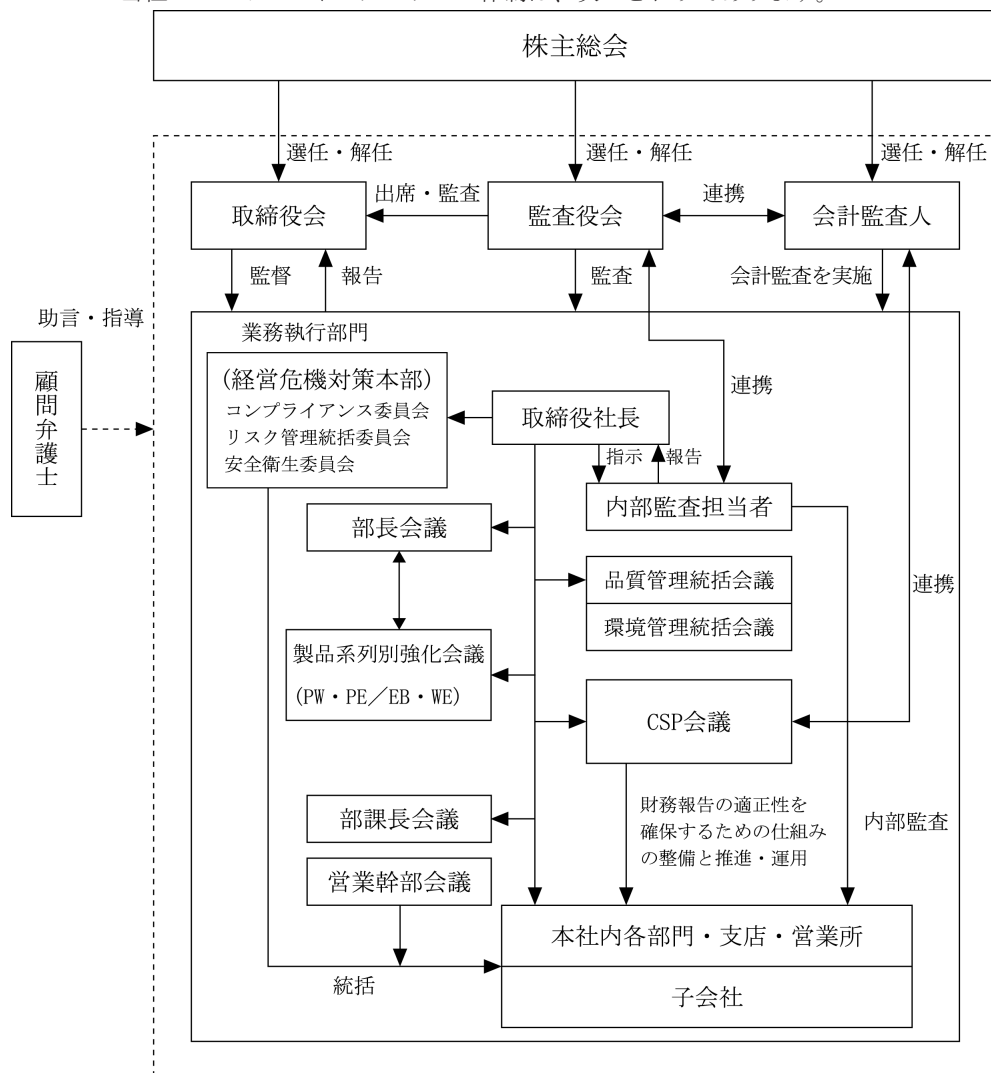 株主総会
選任・解任
選任・解任
選任・解任
取締役会
出席・監査
監査役会
連携
会計監査人
監督
報告
監査
会計監査を実施
助言・指導
顧問弁護士
業務執行部門
(経営危機対策本部)
コンプライアンス委員会
リスク管理統括委員会
安全衛生委員会
取締役社長
連携
指示
報告
内部監査担当者
部長会議
品質管理統括会議
環境管理統括会議
連携
製品系列別強化会議
(PW・PE／EB・WE)
CSP会議
部課長会議
財務報告の適正性を
確保するための仕組み
の整備と推進・運用
内部監査
営業幹部会議
本社内各部門・支店・営業所
統括
子会社